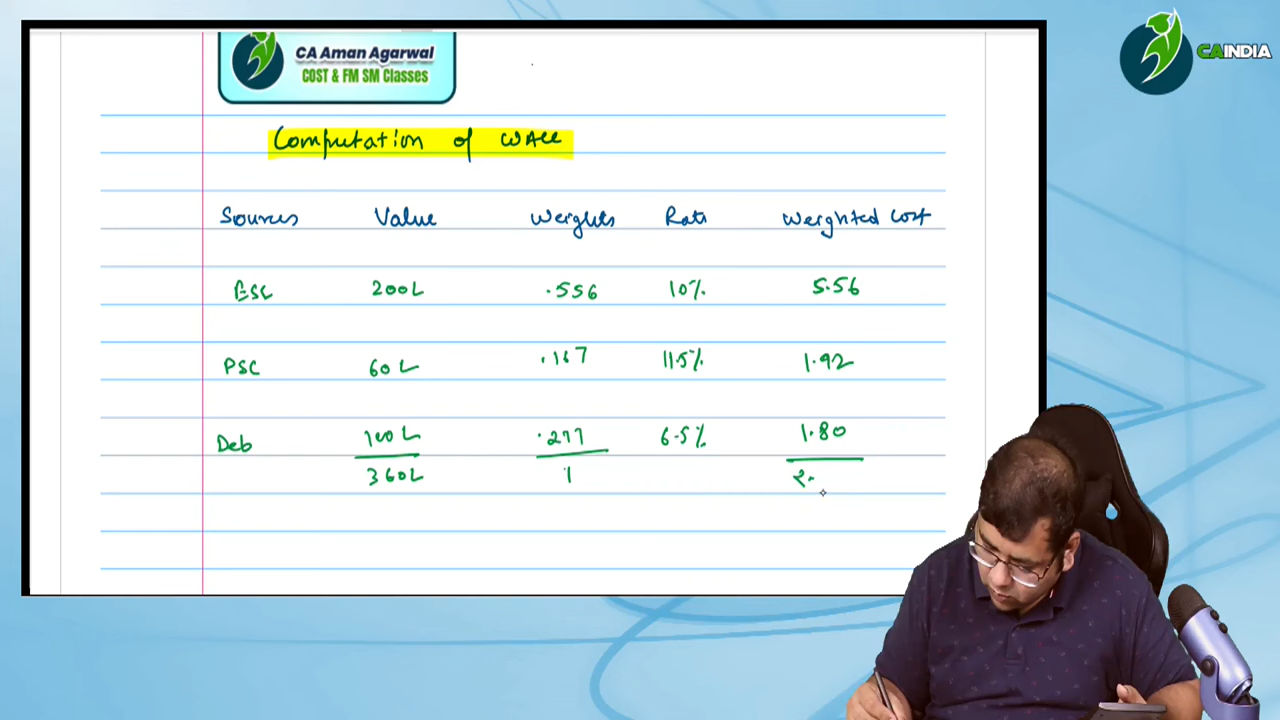 CA Aman Agarwal
COST & FM SM Classes
CAINDIA
Computation of WACC
Sources Value Weights Rate Weighted Cost
ESC 200L .556 10% 5.56
PSC 60L .167 11.5% 1.92
Deb 100L .277 6.5% 1.80
360L 1